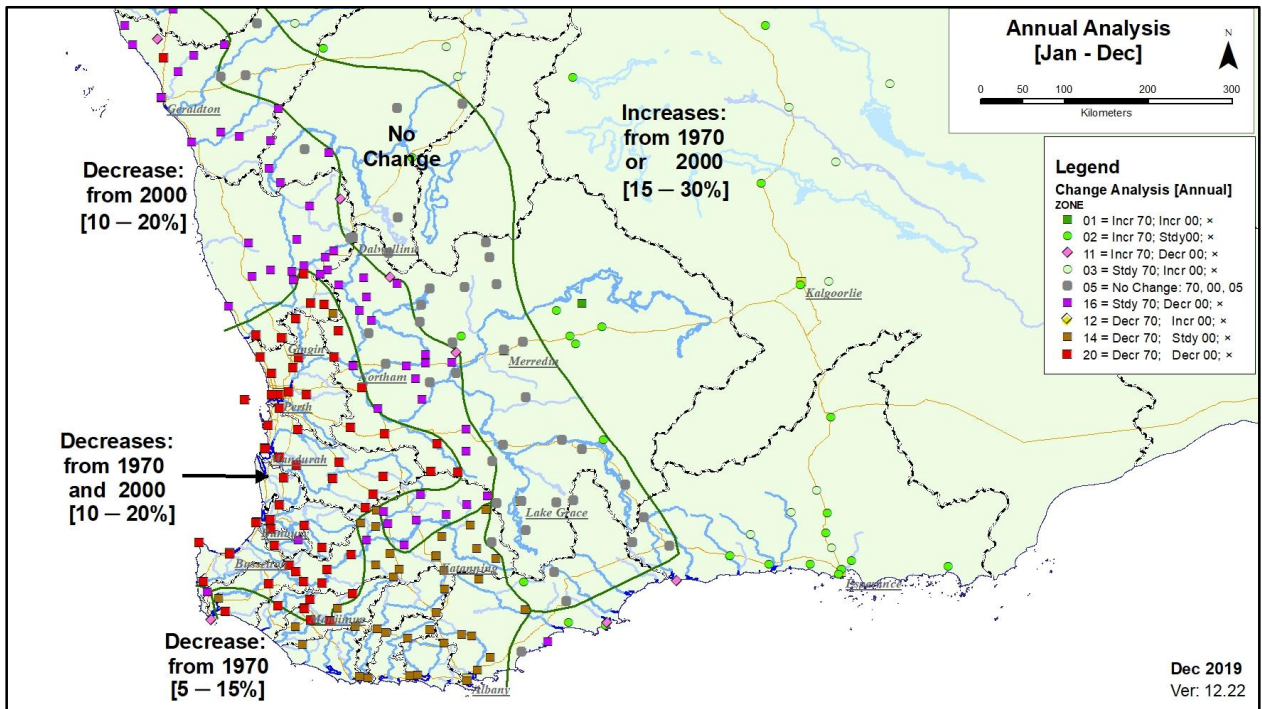 Annual Analysis
[Jan - Dec]
N
0 50 100 200 300
Kilometers
Legend
Change Analysis [Annual]
ZONE
01 = Incr 70; Incr 00; ×
02 = Incr 70; Stdy00; ×
11 = Incr 70; Decr 00; ×
03 = Stdy 70; Incr 00; ×
05 = No Change: 70, 00, 05
16 = Stdy 70; Decr 00; ×
12 = Decr 70; Incr 00; ×
14 = Decr 70; Stdy 00; ×
20 = Decr 70; Decr 00; ×
Increases:
from 1970
or 2000
[15 – 30%]
No
Change
Decrease:
from 2000
[10 – 20%]
Decreases:
from 1970
and 2000
[10 – 20%]
Decrease:
from 1970
[5 – 15%]
Geraldton
Kalgoorlie
Gingin
Northam
Merredin
Perth
Lake Grace
Katanning
Esperance
Albany
Dec 2019
Ver: 12.22